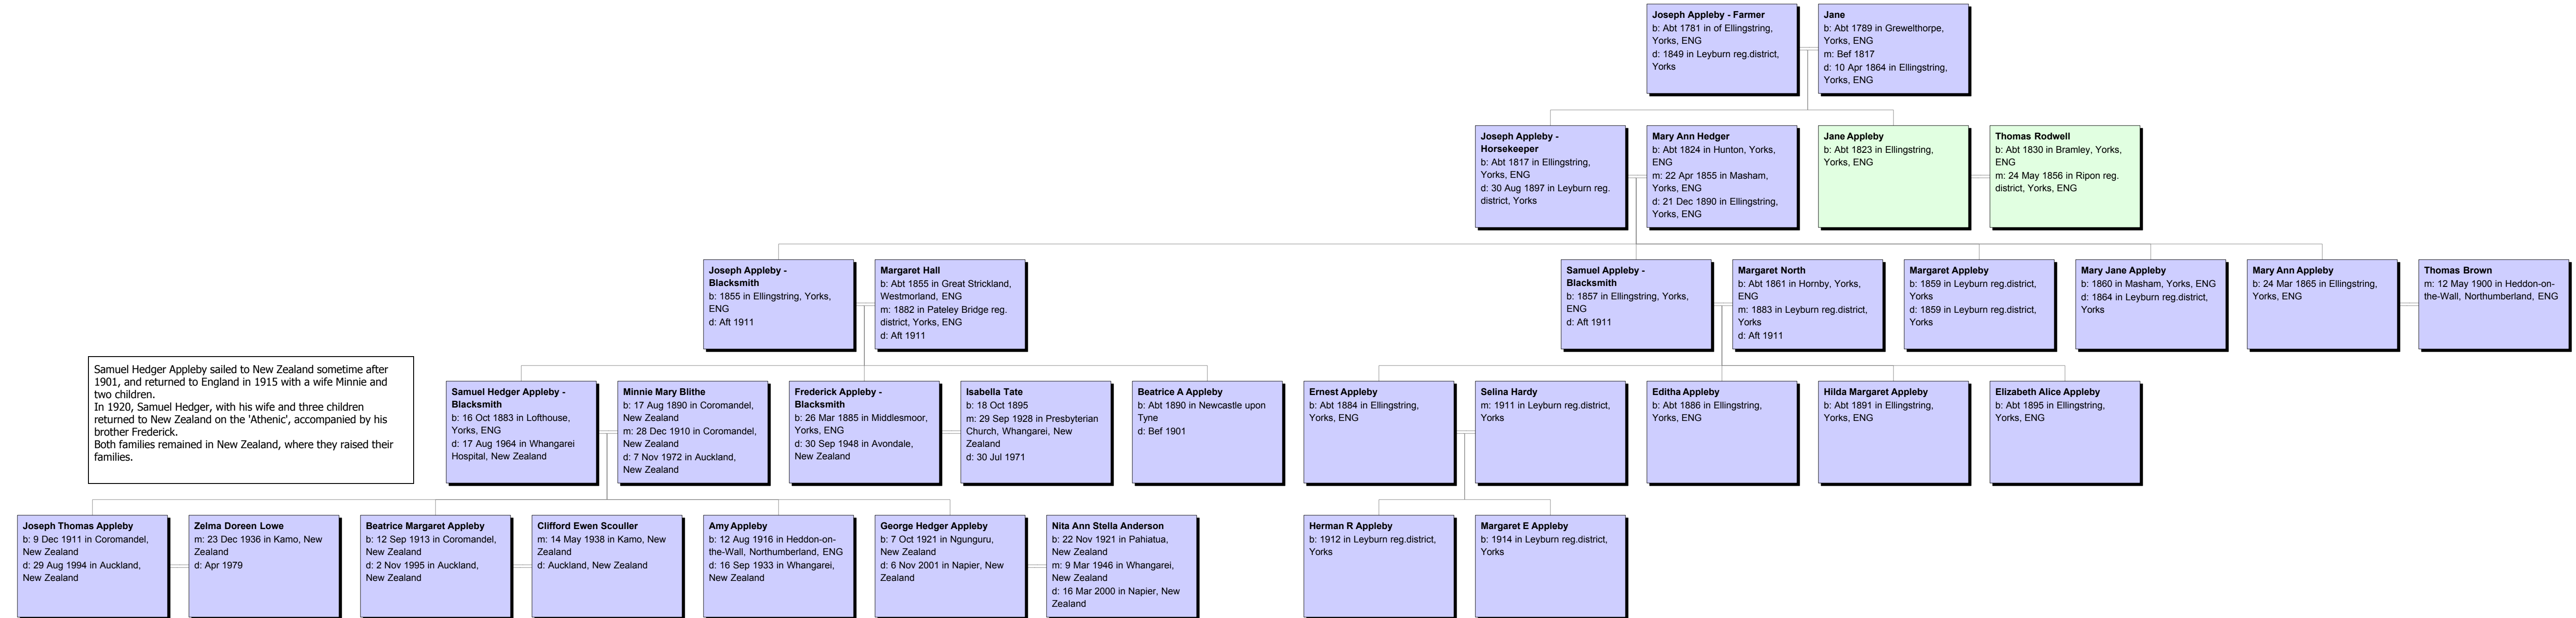 Joseph Appleby - Farmer
b: Abt 1781 in of Ellingstring,
Yorks, ENG
d: 1849 in Leyburn reg.district,
Yorks
Jane
b: Abt 1789 in Grewelthorpe,
Yorks, ENG
m: Bef 1817
d: 10 Apr 1864 in Ellingstring,
Yorks, ENG
Joseph Appleby -
Horsekeeper
b: Abt 1817 in Ellingstring,
Yorks, ENG
d: 30 Aug 1897 in Leyburn reg.
district, Yorks
Mary Ann Hedger
b: Abt 1824 in Hunton, Yorks,
ENG
m: 22 Apr 1855 in Masham,
Yorks, ENG
d: 21 Dec 1890 in Ellingstring,
Yorks, ENG
Jane Appleby
b: Abt 1823 in Ellingstring,
Yorks, ENG
Thomas Rodwell
b: Abt 1830 in Bramley, Yorks,
ENG
m: 24 May 1856 in Ripon reg.
district, Yorks, ENG
Joseph Appleby -
Blacksmith
b: 1855 in Ellingstring, Yorks,
ENG
d: Aft 1911
Margaret Hall
b: Abt 1855 in Great Strickland,
Westmorland, ENG
m: 1882 in Pateley Bridge reg.
district, Yorks, ENG
d: Aft 1911
Samuel Appleby -
Blacksmith
b: 1857 in Ellingstring, Yorks,
ENG
d: Aft 1911
Margaret North
b: Abt 1861 in Hornby, Yorks,
ENG
m: 1883 in Leyburn reg.district,
Yorks
d: Aft 1911
Margaret Appleby
b: 1859 in Leyburn reg.district,
Yorks
d: 1859 in Leyburn reg.district,
Yorks
Mary Jane Appleby
b: 1860 in Masham, Yorks, ENG
d: 1864 in Leyburn reg.district,
Yorks
Mary Ann Appleby
b: 24 Mar 1865 in Ellingstring,
Yorks, ENG
Thomas Brown
m: 12 May 1900 in Heddon-on-
the-Wall, Northumberland, ENG
Samuel Hedger Appleby sailed to New Zealand sometime after
1901, and returned to England in 1915 with a wife Minnie and
two children.
In 1920, Samuel Hedger, with his wife and three children
returned to New Zealand on the 'Athenic', accompanied by his
brother Frederick.
Both families remained in New Zealand, where they raised their
families.
Samuel Hedger Appleby -
Blacksmith
b: 16 Oct 1883 in Lofthouse,
Yorks, ENG
d: 17 Aug 1964 in Whangarei
Hospital, New Zealand
Minnie Mary Blithe
b: 17 Aug 1890 in Coromandel,
New Zealand
m: 28 Dec 1910 in Coromandel,
New Zealand
d: 7 Nov 1972 in Auckland,
New Zealand
Frederick Appleby -
Blacksmith
b: 26 Mar 1885 in Middlesmoor,
Yorks, ENG
d: 30 Sep 1948 in Avondale,
New Zealand
Isabella Tate
b: 18 Oct 1895
m: 29 Sep 1928 in Presbyterian
Church, Whangarei, New
Zealand
d: 30 Jul 1971
Beatrice A Appleby
b: Abt 1890 in Newcastle upon
Tyne
d: Bef 1901
Ernest Appleby
b: Abt 1884 in Ellingstring,
Yorks, ENG
Selina Hardy
m: 1911 in Leyburn reg.district,
Yorks
Editha Appleby
b: Abt 1886 in Ellingstring,
Yorks, ENG
Hilda Margaret Appleby
b: Abt 1891 in Ellingstring,
Yorks, ENG
Elizabeth Alice Appleby
b: Abt 1895 in Ellingstring,
Yorks, ENG
Joseph Thomas Appleby
b: 9 Dec 1911 in Coromandel,
New Zealand
d: 29 Aug 1994 in Auckland,
New Zealand
Zelma Doreen Lowe
m: 23 Dec 1936 in Kamo, New
Zealand
d: Apr 1979
Beatrice Margaret Appleby
b: 12 Sep 1913 in Coromandel,
New Zealand
d: 2 Nov 1995 in Auckland,
New Zealand
Clifford Ewen Scouller
m: 14 May 1938 in Kamo, New
Zealand
d: Auckland, New Zealand
Amy Appleby
b: 12 Aug 1916 in Heddon-on-
the-Wall, Northumberland, ENG
d: 16 Sep 1933 in Whangarei,
New Zealand
George Hedger Appleby
b: 7 Oct 1921 in Ngunguru,
New Zealand
d: 6 Nov 2001 in Napier, New
Zealand
Nita Ann Stella Anderson
b: 22 Nov 1921 in Pahiatua,
New Zealand
m: 9 Mar 1946 in Whangarei,
New Zealand
d: 16 Mar 2000 in Napier, New
Zealand
Herman R Appleby
b: 1912 in Leyburn reg.district,
Yorks
Margaret E Appleby
b: 1914 in Leyburn reg.district,
Yorks